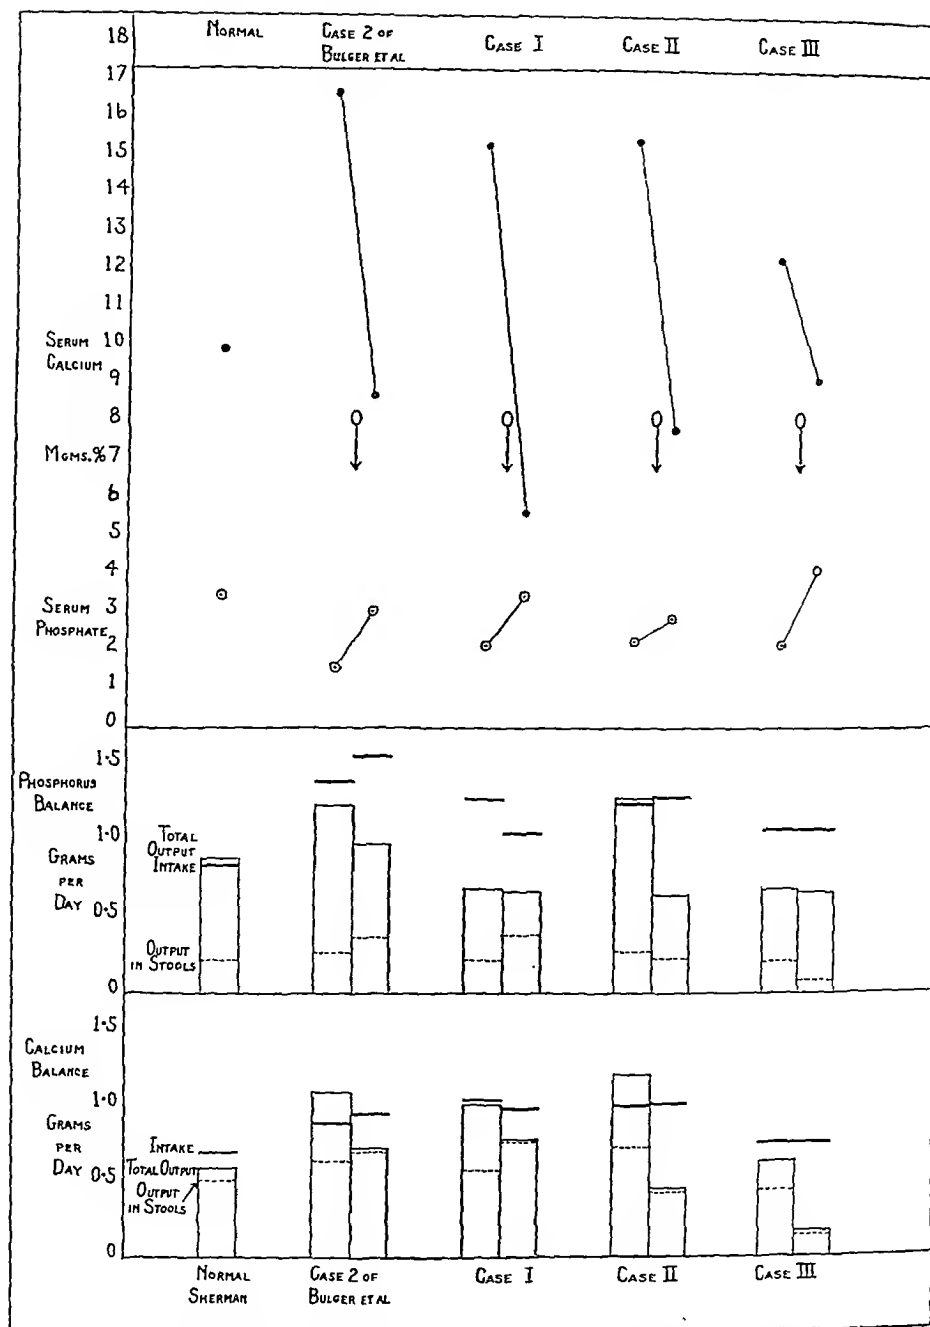 NORMAL
CASE 2 OF
BULGER ET AL
CASE I
CASE II
CASE III
18
17
16
15
14
13
12
11
SERUM
CALCIUM
10
9
8
MGMS.% 7
6
5
4
SERUM
PHOSPHATE
3
2
1
0
1·5
PHOSPHORUS
BALANCE
1·0
GRAMS
PER
DAY
TOTAL
OUTPUT
INTAKE
0·5
OUTPUT
IN STOOLS
0
1·5
CALCIUM
BALANCE
1·0
GRAMS
PER
DAY
INTAKE
TOTAL OUTPUT
0·5
OUTPUT
IN STOOLS
0
NORMAL
SHERMAN
CASE 2 OF
BULGER ET AL
CASE I
CASE II
CASE III